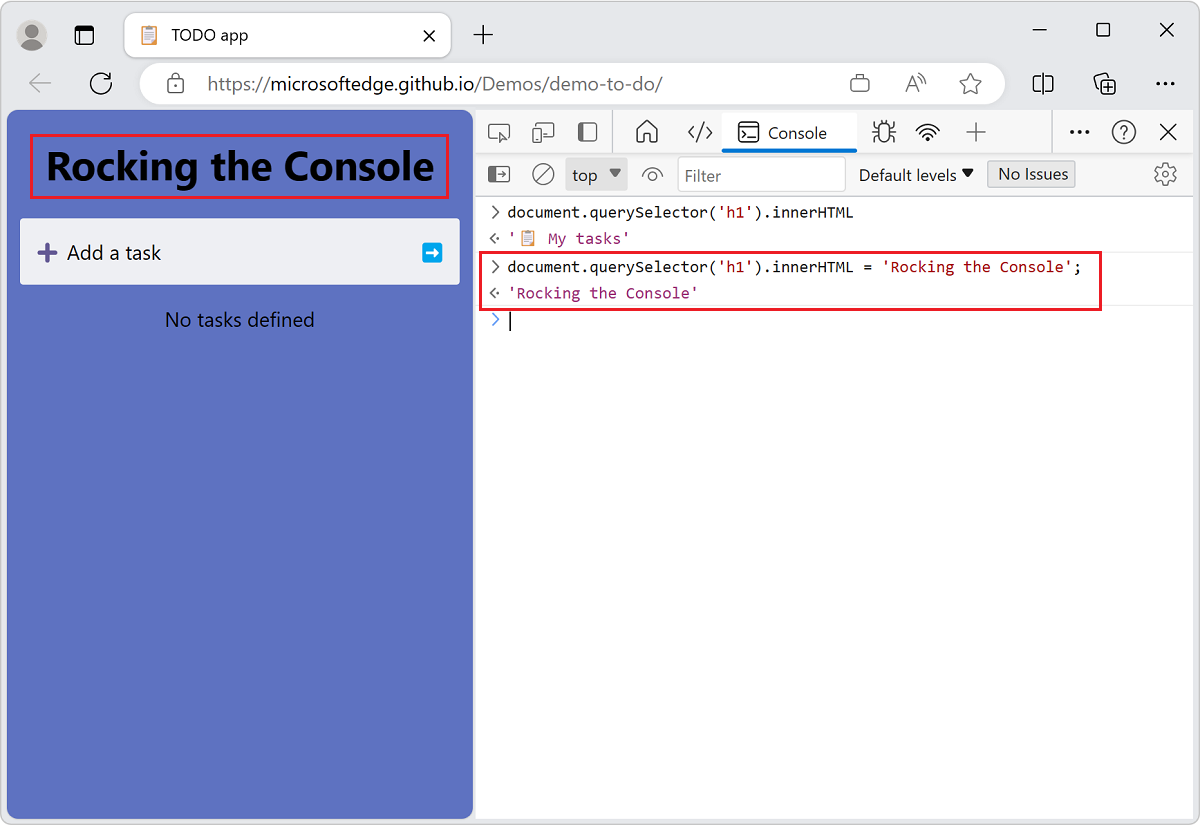 TODO app
https://microsoftedge.github.io/Demos/demo-to-do/
Rocking the Console
Add a task
No tasks defined
Console
top
Filter
Default levels
No Issues
document.querySelector('h1').innerHTML
'📋 My tasks'
document.querySelector('h1').innerHTML = 'Rocking the Console';
'Rocking the Console'